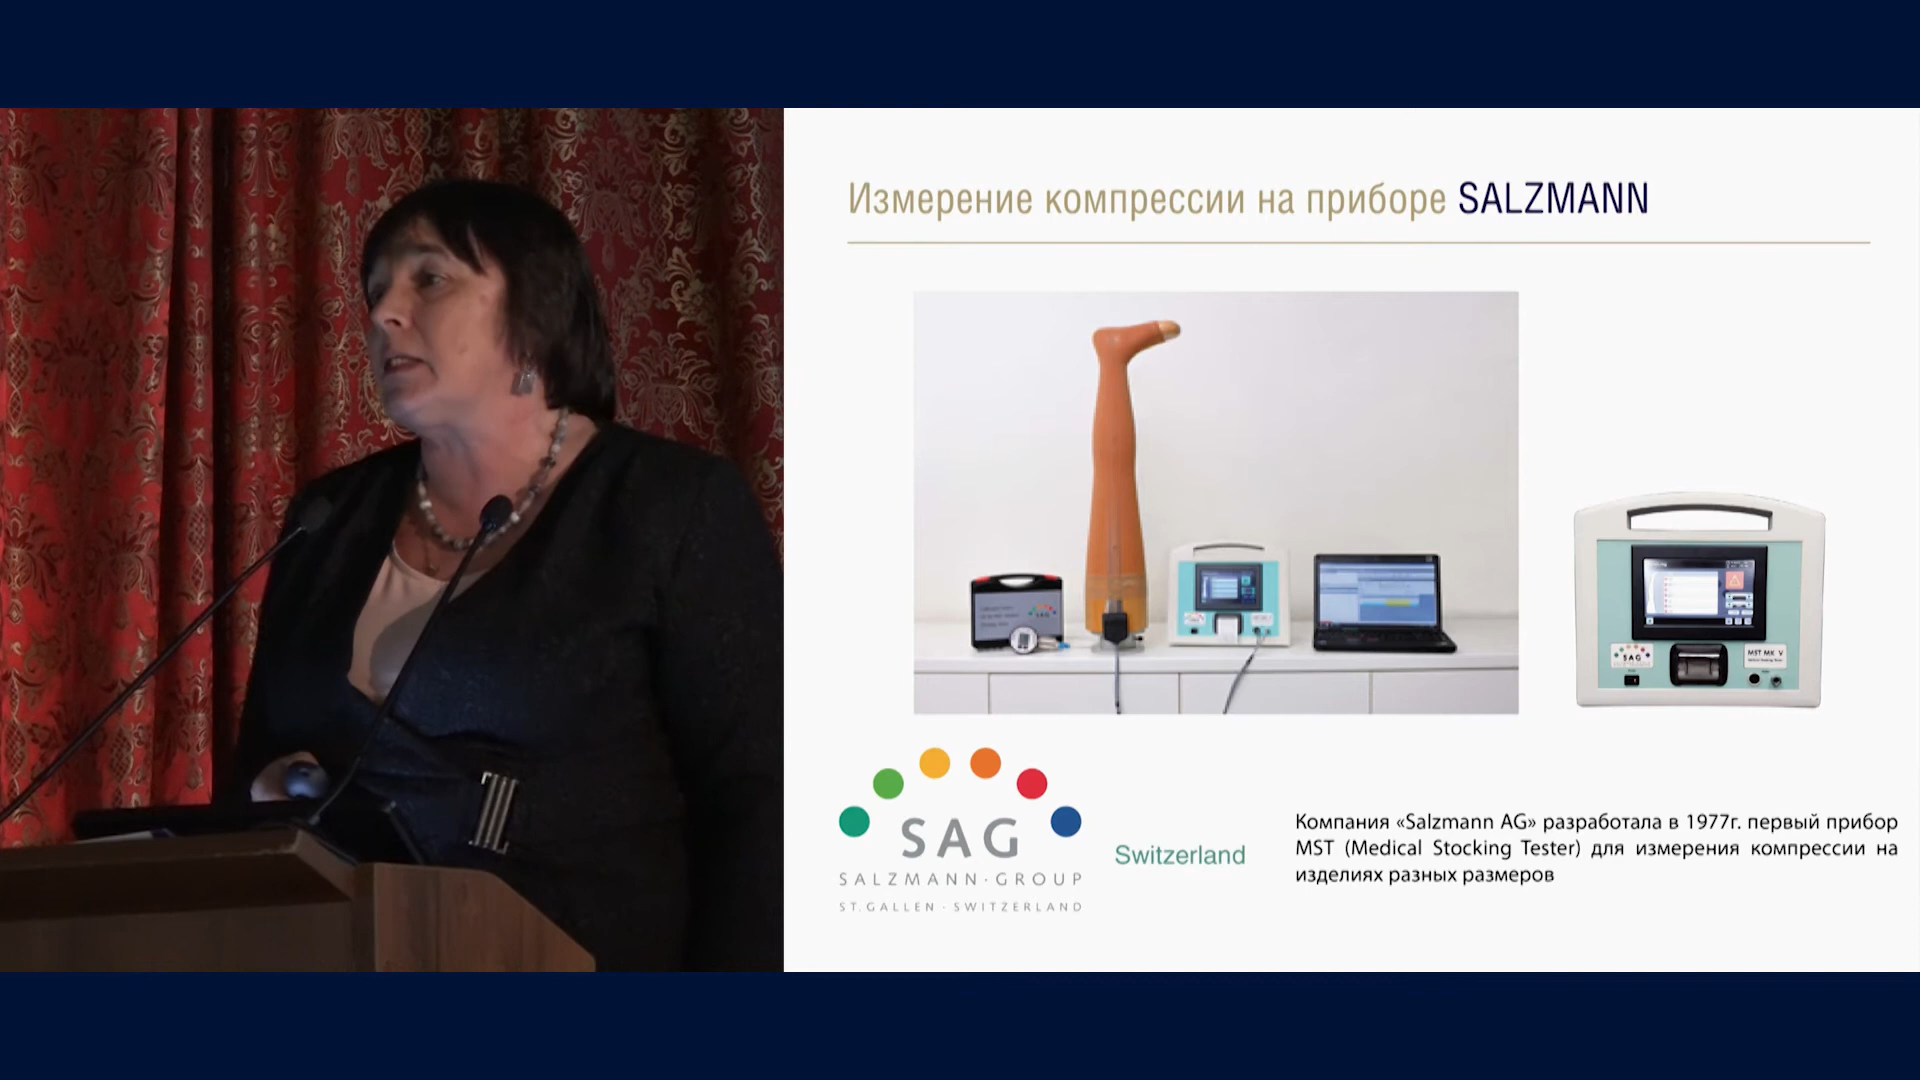 Измерение компрессии на приборе SALZMANN
SAG
MST MK V
SAG
SALZMANN·GROUP
ST.GALLEN · SWITZERLAND
Switzerland
Компания «Salzmann AG» разработала в 1977г. первый прибор
MST (Medical Stocking Tester) для измерения компрессии на
изделиях разных размеров